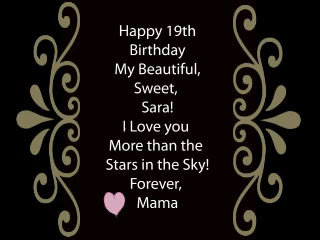 Happy 19th
Birthday
My Beautiful,
Sweet,
Sara!
I Love you
More than the
Stars in the Sky!
Forever,
Mama